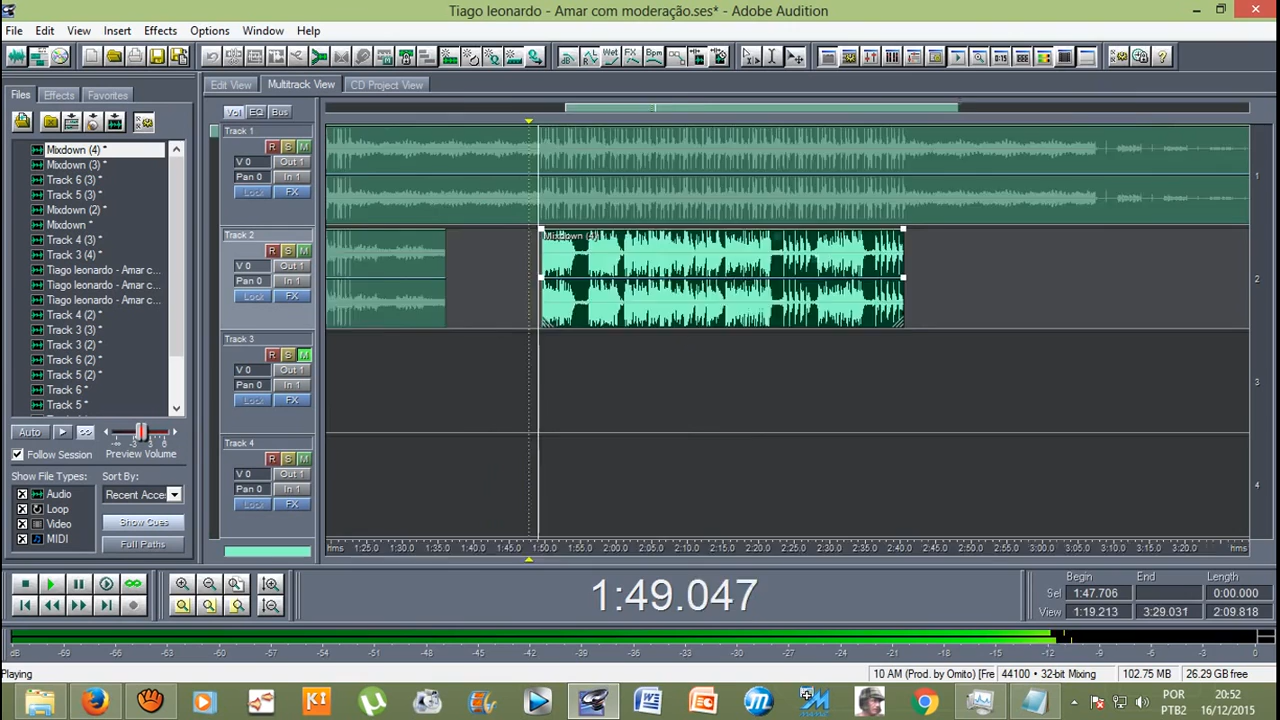 Tiago leonardo - Amar com moderação.ses* - Adobe Audition
File Edit View Insert Effects Options Window Help
Edit View Multitrack View CD Project View
Files Effects Favorites
Vol EQ Bus
Mixdown (4) *
Mixdown (3) *
Track 6 (3) *
Track 5 (3) *
Mixdown (2) *
Mixdown *
Track 4 (3) *
Track 3 (4) *
Tiago leonardo - Amar c...
Tiago leonardo - Amar c...
Tiago leonardo - Amar c...
Track 4 (2) *
Track 3 (3) *
Track 3 (2) *
Track 6 (2) *
Track 5 (2) *
Track 6 *
Track 5 *
Auto
Follow Session Preview Volume
-∞ -3 3 8
Show File Types: Sort By:
Audio Recent Acce
Loop
Video Show Cues
MIDI Full Paths
Track 1
R S M
V 0 Out 1
Pan 0 In 1
Lock FX
1
Track 2
R S M
V 0 Out 1
Pan 0 In 1
Lock FX
Mixdown (4)
2
Track 3
R S M
V 0 Out 1
Pan 0 In 1
Lock FX
3
Track 4
R S M
V 0 Out 1
Pan 0 In 1
Lock FX
4
hms 1:25.0 1:30.0 1:35.0 1:40.0 1:45.0 1:50.0 1:55.0 2:00.0 2:05.0 2:10.0 2:15.0 2:20.0 2:25.0 2:30.0 2:35.0 2:40.0 2:45.0 2:50.0 2:55.0 3:00.0 3:05.0 3:10.0 3:20.0 hms
1:49.047
Begin End Length
Sel 1:47.706 0:00.000
View 1:19.213 3:29.031 2:09.818
dB -69 -66 -63 -60 -57 -54 -51 -48 -45 -42 -39 -36 -33 -30 -27 -24 -21 -18 -15 -12 -9 -6 -3 0
Playing 10 AM (Prod. by Omito) [Fre 44100 • 32-bit Mixing 102.75 MB 26.29 GB free
POR 20:52
PTB2 16/12/2015